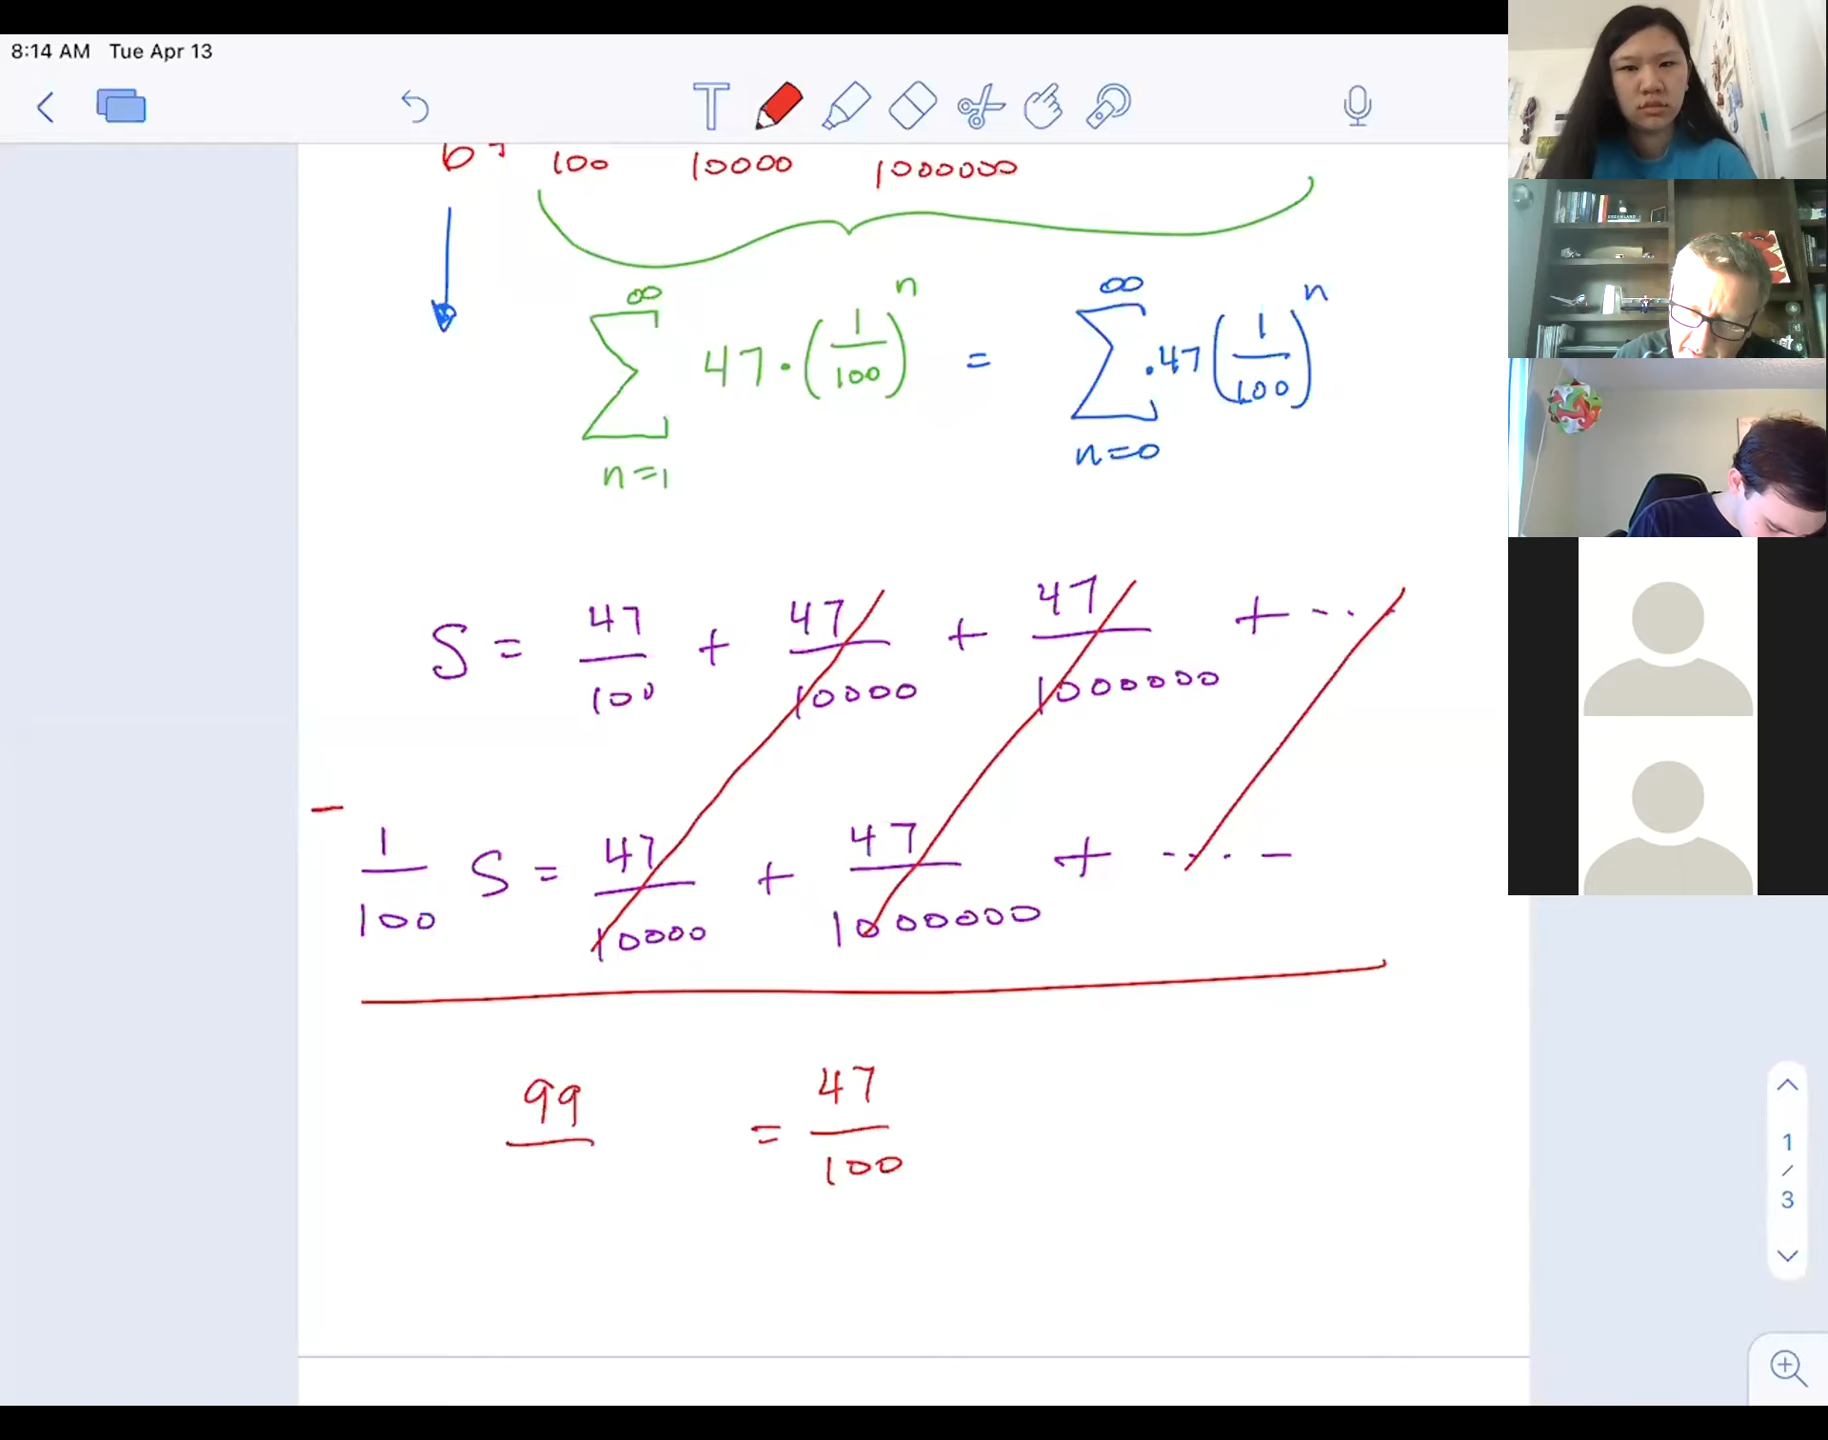 8:14 AM Tue Apr 13
T
6+ 100 10000 1000000
∞ n ∞ n
Σ 47·(1/100) = Σ .47(1/100)
n=1 n=0
S = 47/100 + 47/10000 + 47/1000000 + ...
-
1/100 S = 47/10000 + 47/1000000 + ....-
99/ = 47/100
1
/
3